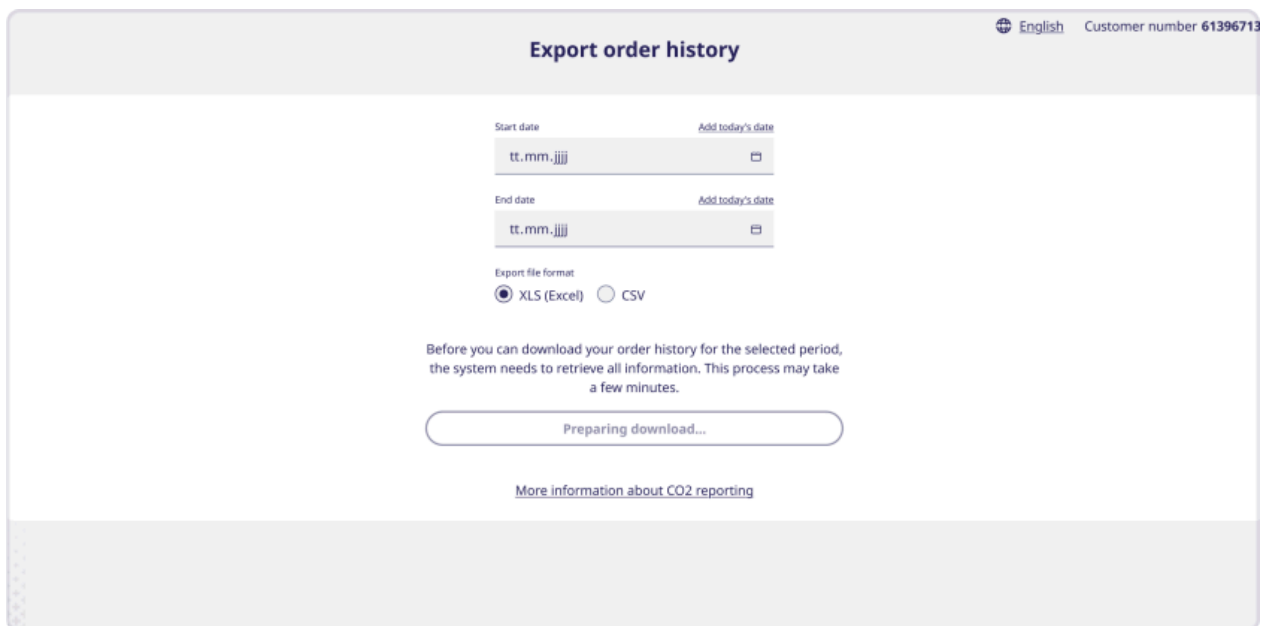 English Customer number 61396713
Export order history
Start date Add today's date
tt.mm.jjjj
End date Add today's date
tt.mm.jjjj
Export file format
XLS (Excel) CSV
Before you can download your order history for the selected period,
the system needs to retrieve all information. This process may take
a few minutes.
Preparing download...
More information about CO2 reporting